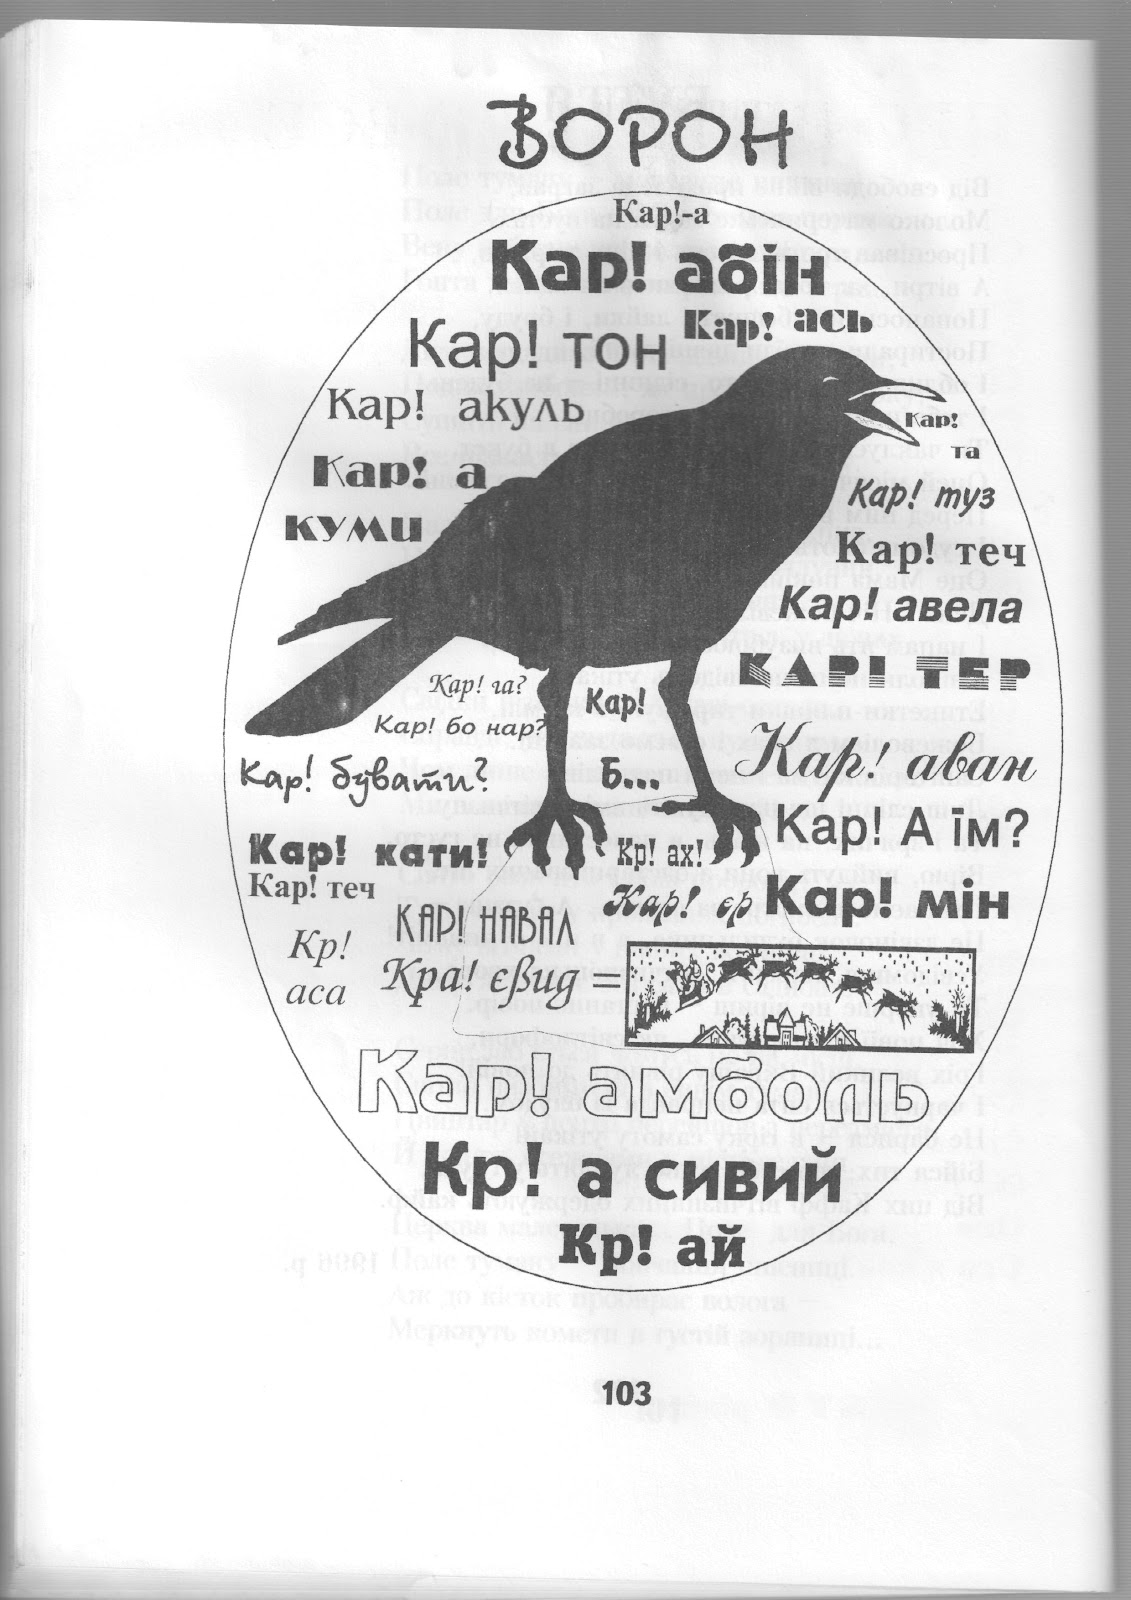 ВОРОН
Кар!-а
Кар! абін
Кар! ась
Кар! тон
Кар! акуль
Кар!
та
Кар! а
куми
Кар! туз
Кар! теч
Кар! авела
КАР! ТЕР
Кар! га?
Кар! бо нар?
Кар!
Б...
Кар! аван
Кар! бувати?
Кар! А їм?
Кар! кати!
Кр! ах!
Кар! теч
Кар! єр
Кар! мін
КАР! НАВАЛ
Кр!
аса
Кра! євид =
Кар! амболь
Кр! а сивий
Кр! ай
103